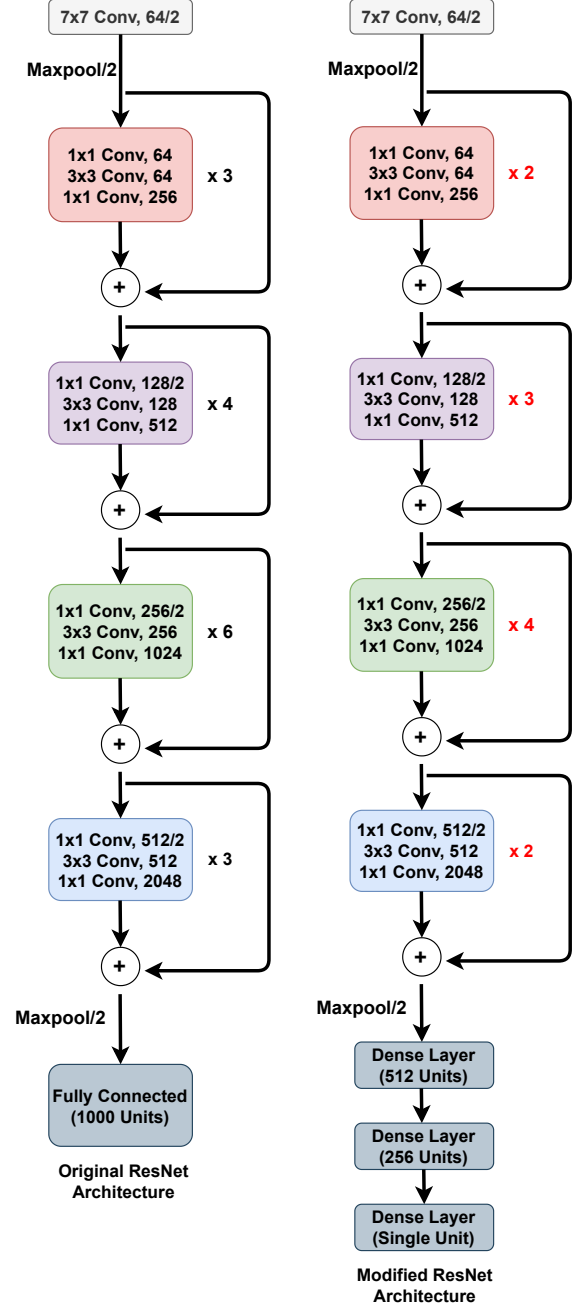 7x7 Conv, 64/2
Maxpool/2
1x1 Conv, 64
3x3 Conv, 64
1x1 Conv, 256
x 3
+
1x1 Conv, 128/2
3x3 Conv, 128
1x1 Conv, 512
x 4
+
1x1 Conv, 256/2
3x3 Conv, 256
1x1 Conv, 1024
x 6
+
1x1 Conv, 512/2
3x3 Conv, 512
1x1 Conv, 2048
x 3
+
Maxpool/2
Fully Connected
(1000 Units)
Original ResNet
Architecture
7x7 Conv, 64/2
Maxpool/2
1x1 Conv, 64
3x3 Conv, 64
1x1 Conv, 256
x 2
+
1x1 Conv, 128/2
3x3 Conv, 128
1x1 Conv, 512
x 3
+
1x1 Conv, 256/2
3x3 Conv, 256
1x1 Conv, 1024
x 4
+
1x1 Conv, 512/2
3x3 Conv, 512
1x1 Conv, 2048
x 2
+
Maxpool/2
Dense Layer
(512 Units)
Dense Layer
(256 Units)
Dense Layer
(Single Unit)
Modified ResNet
Architecture